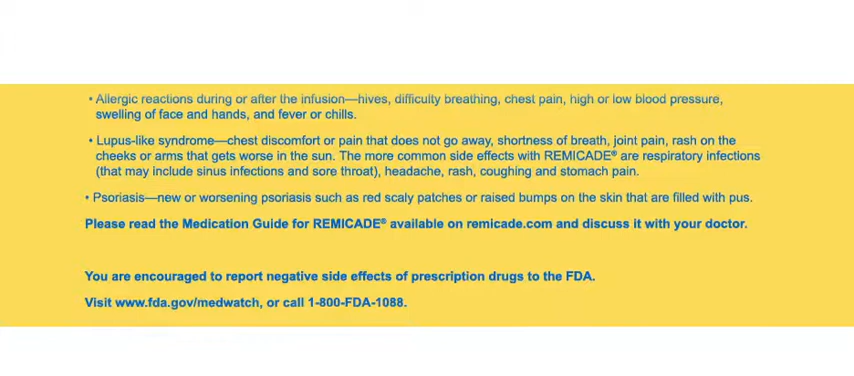 • Allergic reactions during or after the infusion—hives, difficulty breathing, chest pain, high or low blood pressure,
swelling of face and hands, and fever or chills.
• Lupus-like syndrome—chest discomfort or pain that does not go away, shortness of breath, joint pain, rash on the
cheeks or arms that gets worse in the sun. The more common side effects with REMICADE® are respiratory infections
(that may include sinus infections and sore throat), headache, rash, coughing and stomach pain.
• Psoriasis—new or worsening psoriasis such as red scaly patches or raised bumps on the skin that are filled with pus.
Please read the Medication Guide for REMICADE® available on remicade.com and discuss it with your doctor.
You are encouraged to report negative side effects of prescription drugs to the FDA.
Visit www.fda.gov/medwatch, or call 1-800-FDA-1088.